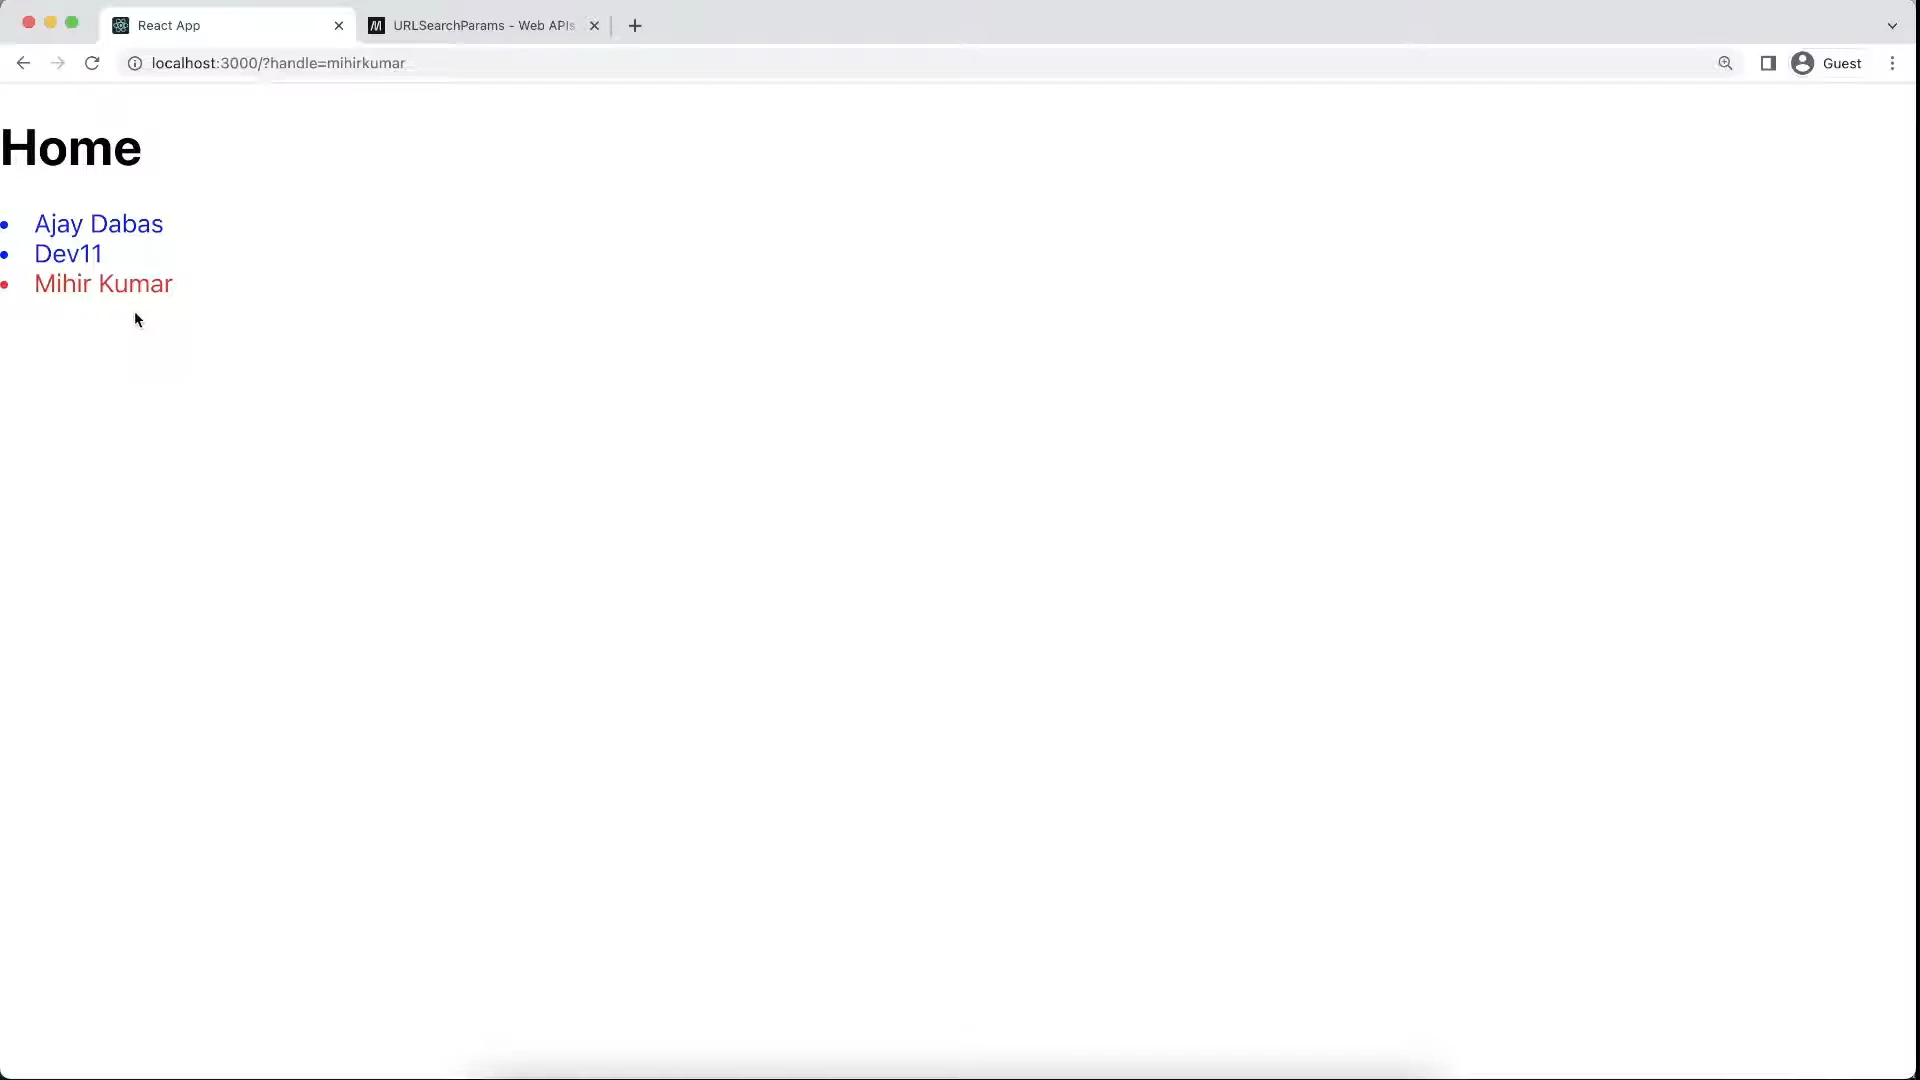 React App
URLSearchParams - Web APIs
localhost:3000/?handle=mihirkumar
Guest
Home
Ajay Dabas
Dev11
Mihir Kumar